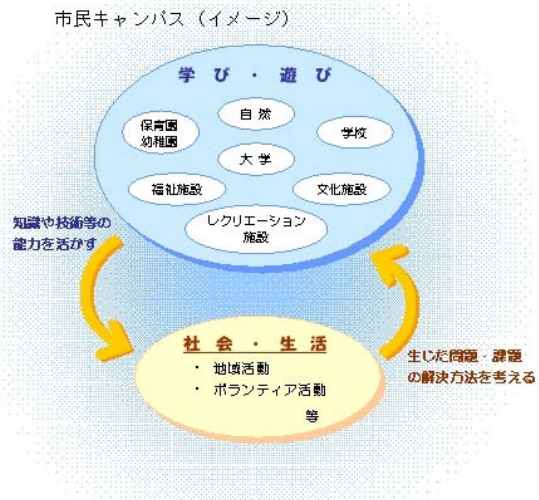 市民キャンパス（イメージ）
学び・遊び
自然
保育園
幼稚園
学校
大学
福祉施設
文化施設
レクリエーション
施設
知識や技術等の
能力を活かす
社会・生活
・ 地域活動
・ ボランティア活動
等
生じた問題・課題
の解決方法を考える